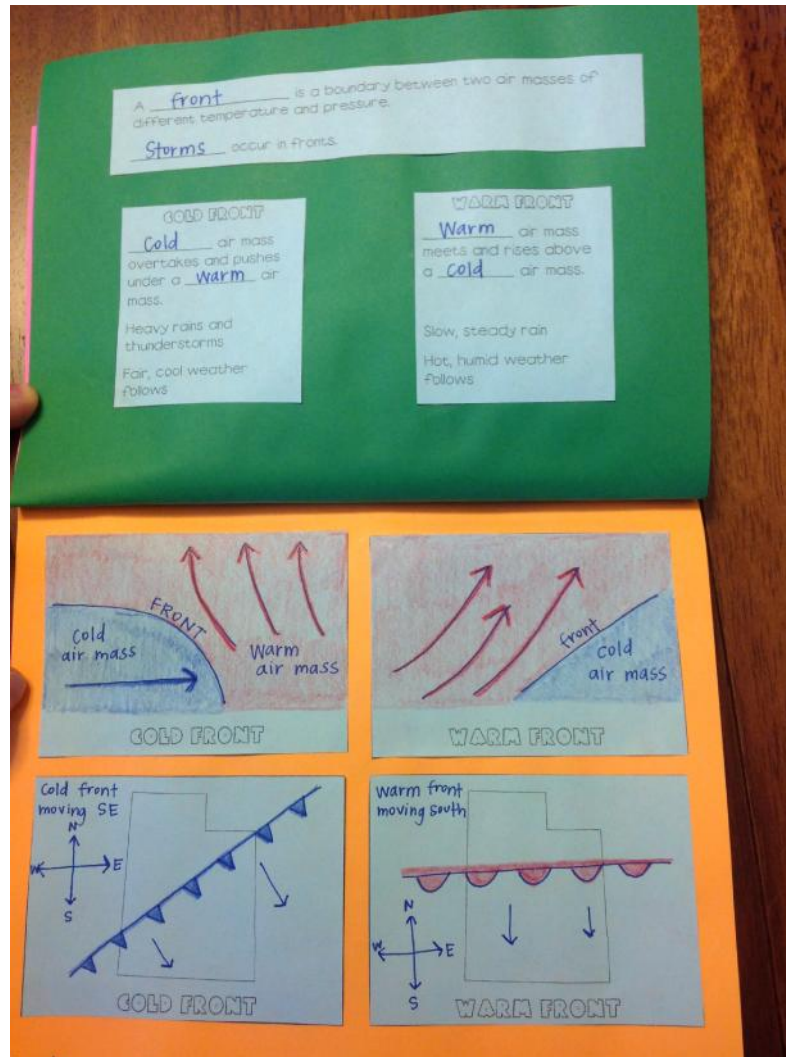 A front is a boundary between two air masses of
different temperature and pressure.
Storms occur in fronts.
COLD FRONT
Cold air mass
overtakes and pushes
under a warm air
mass.
Heavy rains and
thunderstorms
Fair, cool weather
follows
WARM FRONT
Warm air mass
meets and rises above
a cold air mass.
Slow, steady rain
Hot, humid weather
follows
FRONT
Cold
air mass
Warm
air mass
COLD FRONT
front
cold
air mass
WARM FRONT
Cold front
moving SE
N
W E
S
COLD FRONT
Warm front
moving south
N
W E
S
WARM FRONT